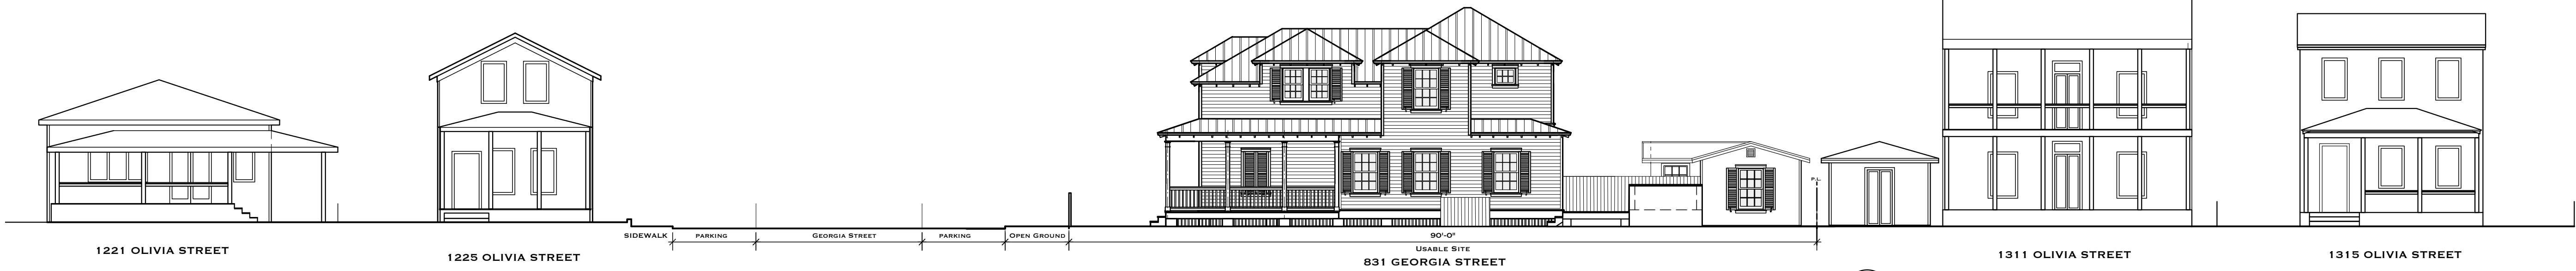 P.L.
SIDEWALK
PARKING
GEORGIA STREET
PARKING
OPEN GROUND
90'-0"
USABLE SITE
1221 OLIVIA STREET
1225 OLIVIA STREET
831 GEORGIA STREET
1311 OLIVIA STREET
1315 OLIVIA STREET